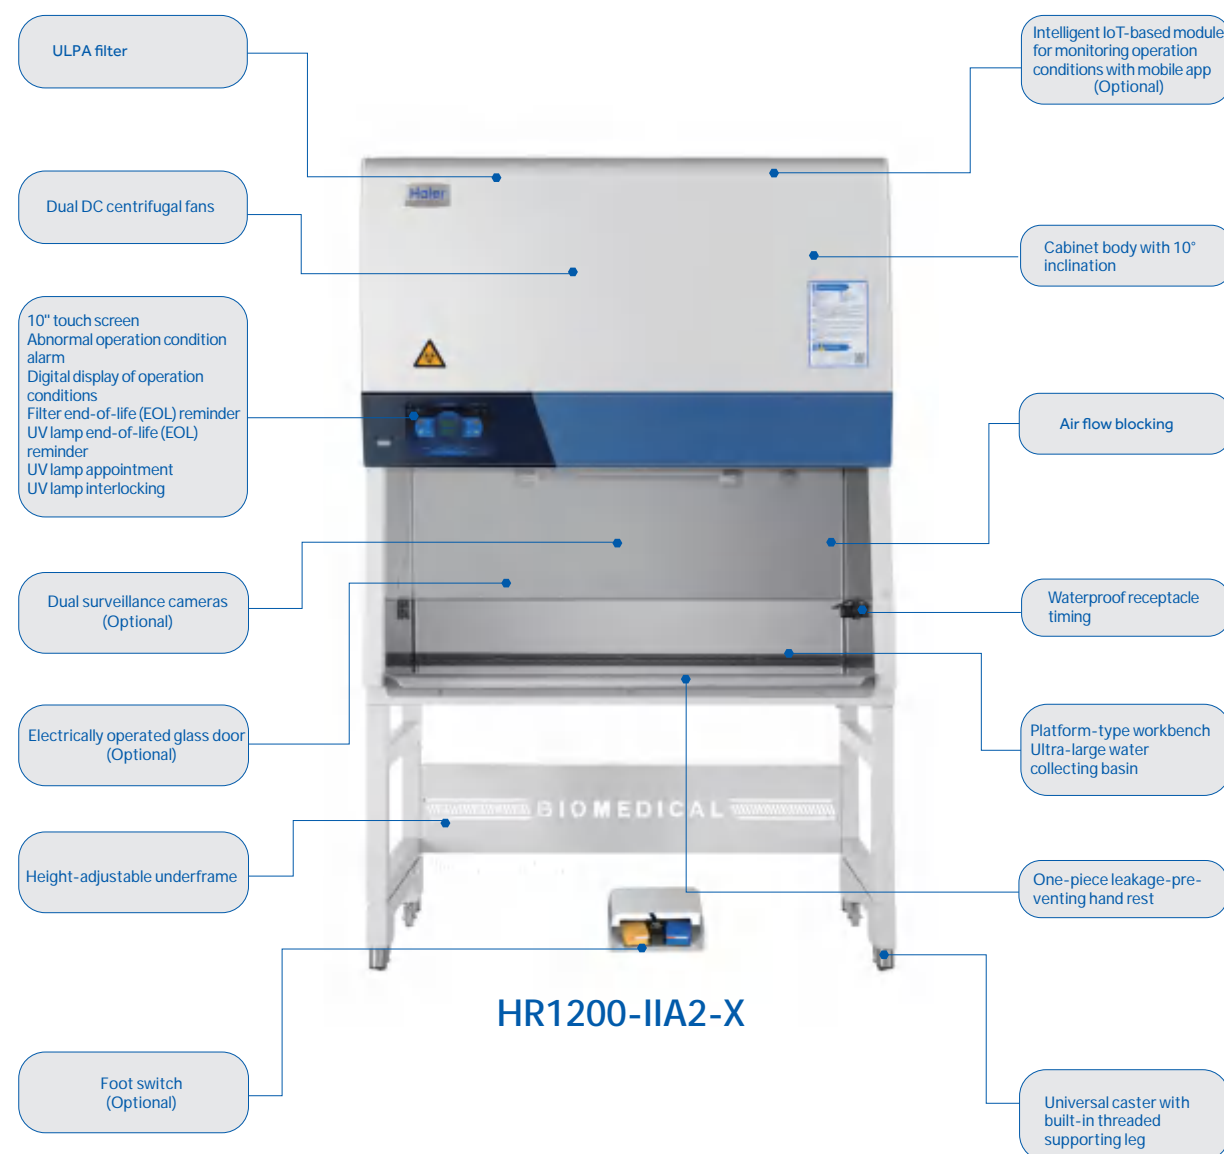 ULPA filter
Dual DC centrifugal fans
10" touch screen
Abnormal operation condition
alarm
Digital display of operation
conditions
Filter end-of-life (EOL) reminder
UV lamp end-of-life (EOL)
reminder
UV lamp appointment
UV lamp interlocking
Dual surveillance cameras
(Optional)
Electrically operated glass door
(Optional)
Height-adjustable underframe
Foot switch
(Optional)
Haier
BIOMEDICAL
HR1200-IIA2-X
Intelligent IoT-based module
for monitoring operation
conditions with mobile app
(Optional)
Cabinet body with 10°
inclination
Air flow blocking
Waterproof receptacle
timing
Platform-type workbench
Ultra-large water
collecting basin
One-piece leakage-pre-
venting hand rest
Universal caster with
built-in threaded
supporting leg